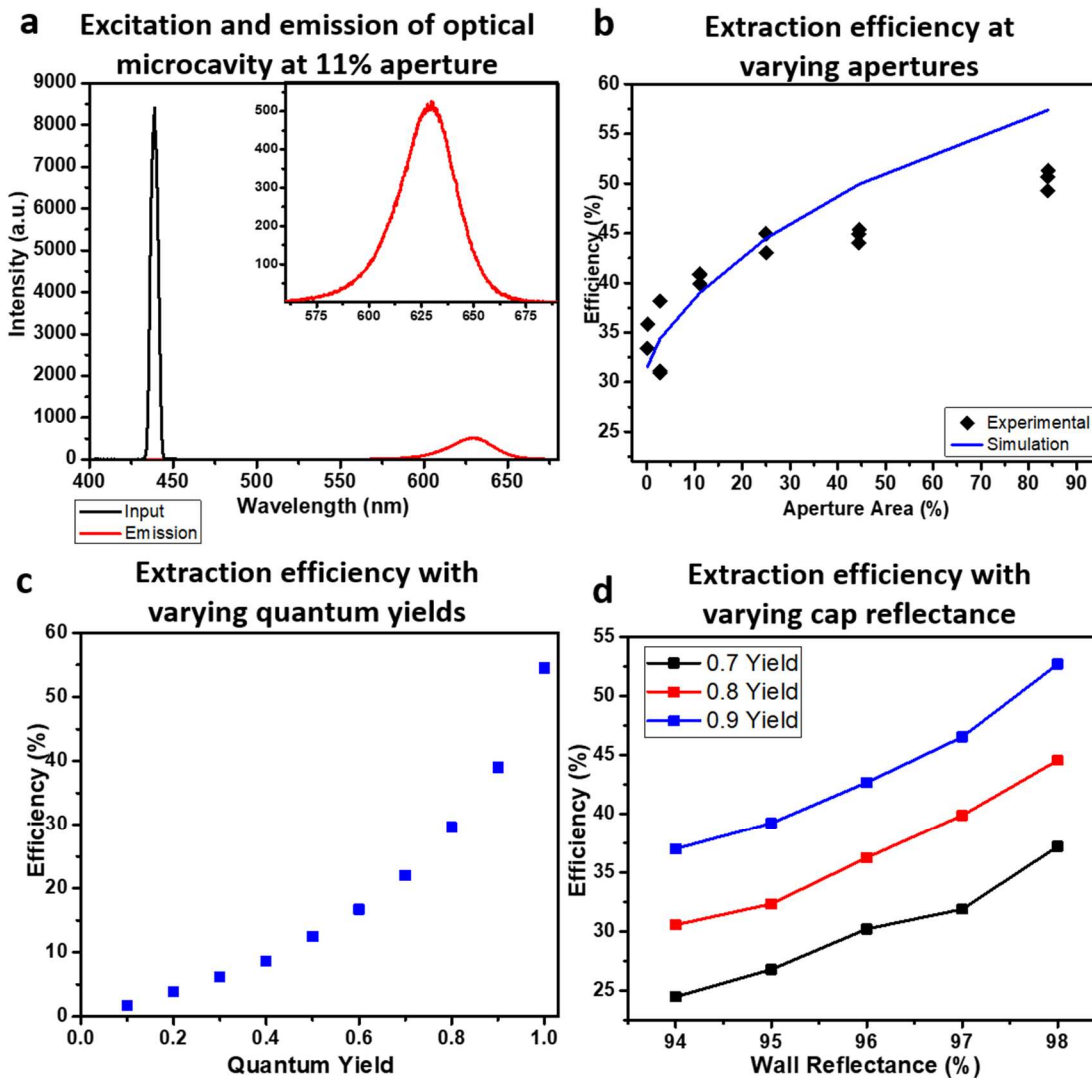 a
Excitation and emission of optical
microcavity at 11% aperture
9000
8000
7000
6000
5000
4000
3000
2000
1000
0
Intensity (a.u.)
500
400
300
200
100
575 600 625 650 675
400 450 500 550 600 650
Wavelength (nm)
Input
Emission
b
Extraction efficiency at
varying apertures
60
55
50
45
40
35
30
25
Efficiency (%)
Experimental
Simulation
0 10 20 30 40 50 60 70 80 90
Aperture Area (%)
c
Extraction efficiency with
varying quantum yields
60
50
40
30
20
10
0
Efficiency (%)
0.0 0.2 0.4 0.6 0.8 1.0
Quantum Yield
d
Extraction efficiency with
varying cap reflectance
55
50
45
40
35
30
25
Efficiency (%)
0.7 Yield
0.8 Yield
0.9 Yield
94 95 96 97 98
Wall Reflectance (%)